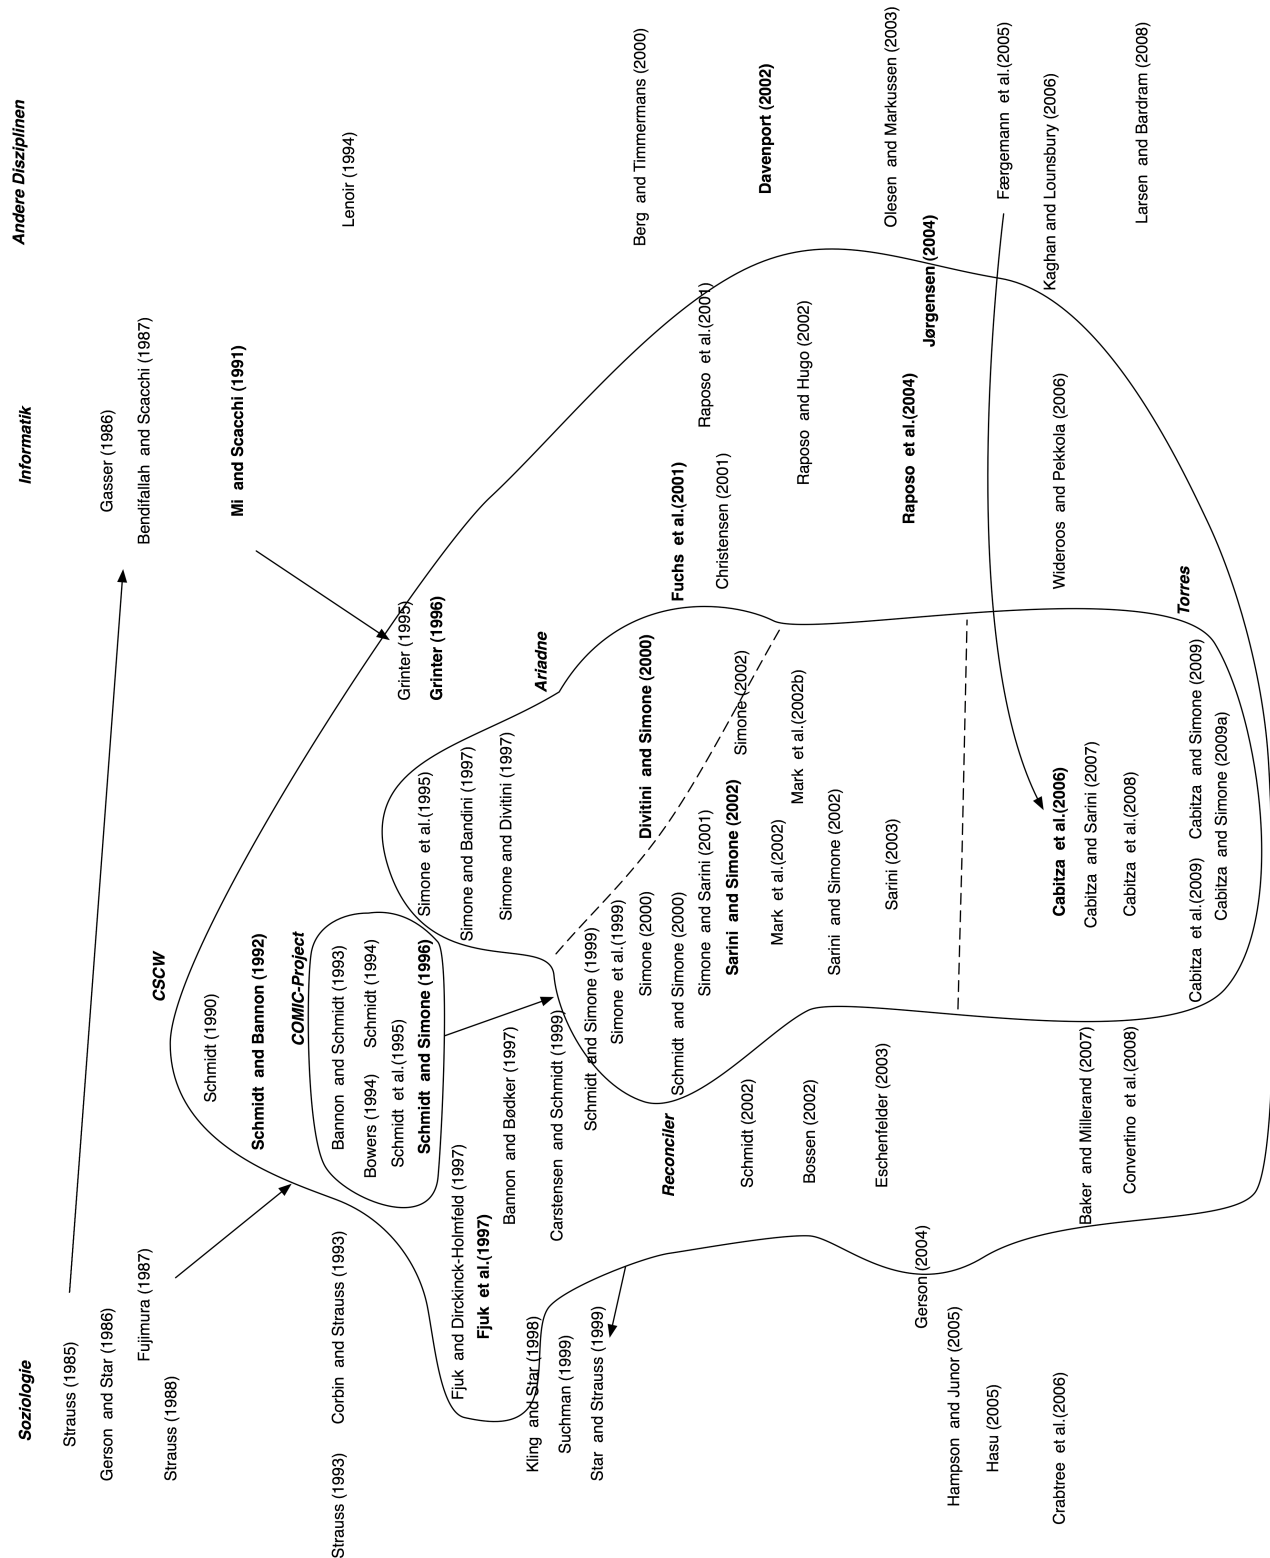 Soziologie
Informatik
Andere Disziplinen
Strauss (1985)
Gerson and Star (1986)
Gasser (1986)
Fujimura (1987)
Bendifallah and Scacchi (1987)
Strauss (1988)
CSCW
Schmidt (1990)
Mi and Scacchi (1991)
Schmidt and Bannon (1992)
COMIC-Project
Strauss (1993)
Corbin and Strauss (1993)
Bannon and Schmidt (1993)
Lenoir (1994)
Bowers (1994)
Schmidt (1994)
Schmidt et al.(1995)
Grinter (1995)
Schmidt and Simone (1996)
Simone et al.(1995)
Grinter (1996)
Fjuk and Dirckinck-Holmfeld (1997)
Simone and Bandini (1997)
Fjuk et al.(1997)
Bannon and Bødker (1997)
Simone and Divitini (1997)
Ariadne
Kling and Star (1998)
Carstensen and Schmidt (1999)
Suchman (1999)
Schmidt and Simone (1999)
Star and Strauss (1999)
Simone et al.(1999)
Simone (2000)
Divitini and Simone (2000)
Berg and Timmermans (2000)
Reconciler
Schmidt and Simone (2000)
Fuchs et al.(2001)
Simone and Sarini (2001)
Raposo et al.(2001)
Christensen (2001)
Sarini and Simone (2002)
Simone (2002)
Schmidt (2002)
Davenport (2002)
Mark et al.(2002)
Mark et al.(2002b)
Raposo and Hugo (2002)
Bossen (2002)
Sarini and Simone (2002)
Eschenfelder (2003)
Sarini (2003)
Olesen and Markussen (2003)
Raposo et al.(2004)
Gerson (2004)
Jørgensen (2004)
Hampson and Junor (2005)
Hasu (2005)
Færgemann et al.(2005)
Kaghan and Lounsbury (2006)
Crabtree et al.(2006)
Cabitza et al.(2006)
Wideroos and Pekkola (2006)
Baker and Millerand (2007)
Cabitza and Sarini (2007)
Convertino et al.(2008)
Cabitza et al.(2008)
Larsen and Bardram (2008)
Torres
Cabitza et al.(2009)
Cabitza and Simone (2009)
Cabitza and Simone (2009a)